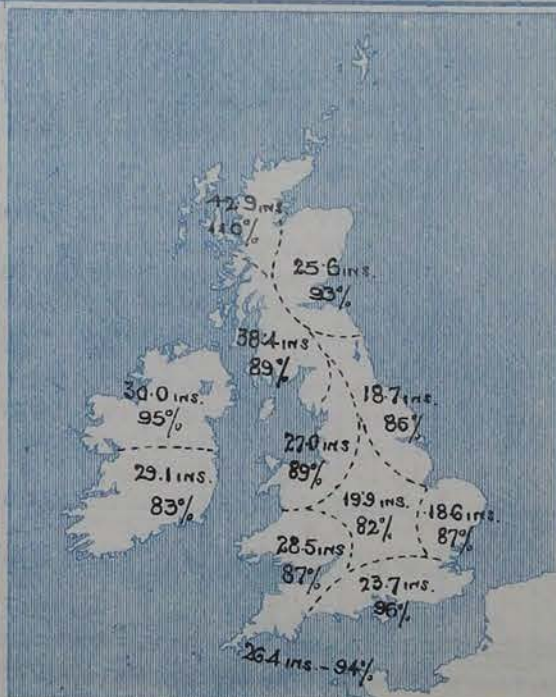 42.9 INS.
116%
25.6 INS.
93%
38.4 INS
89%
30.0 INS.
95%
18.7 INS.
86%
27.0 INS
89%
29.1 INS.
83%
19.9 INS.
82%
18.6 INS.
87%
28.5 INS
87%
23.7 INS.
96%
26.4 INS - 94%